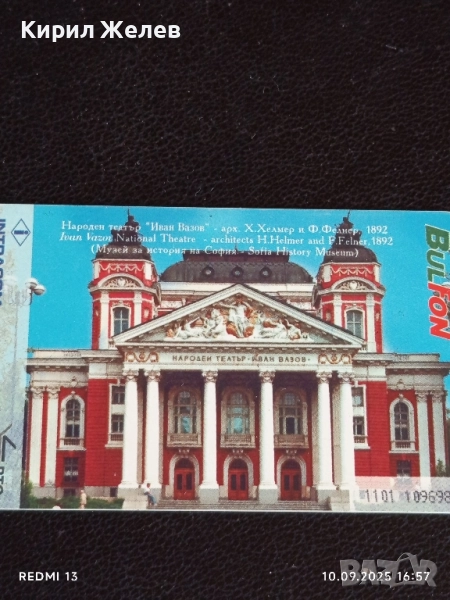 Кирил Желев
Народен театър "Иван Вазов" - арх. Х.Хелмер и Ф.Фелнер, 1892
Ivan Vazov National Theatre - architects H.Helmer and F.Felner, 1892
(Музей за история на София - Sofia History Museum)
BULFON
НАРОДЕН ТЕАТЪР "ИВАН ВАЗОВ"
1101 109698
REDMI 13
10.09.2025 16:57
BAZAR